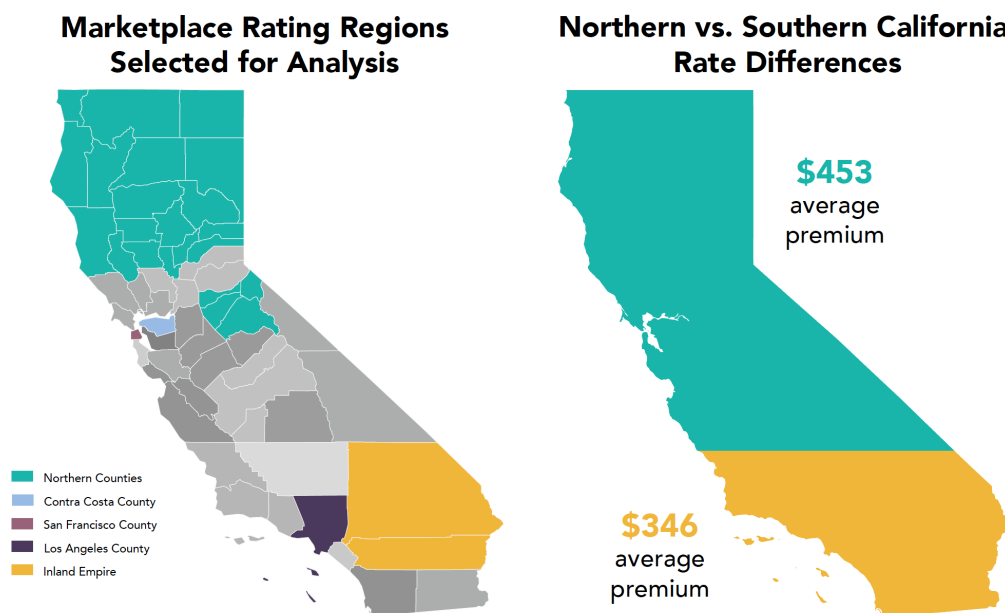 Marketplace Rating Regions
Selected for Analysis
Northern Counties
Contra Costa County
San Francisco County
Los Angeles County
Inland Empire
Northern vs. Southern California
Rate Differences
$453
average
premium
$346
average
premium